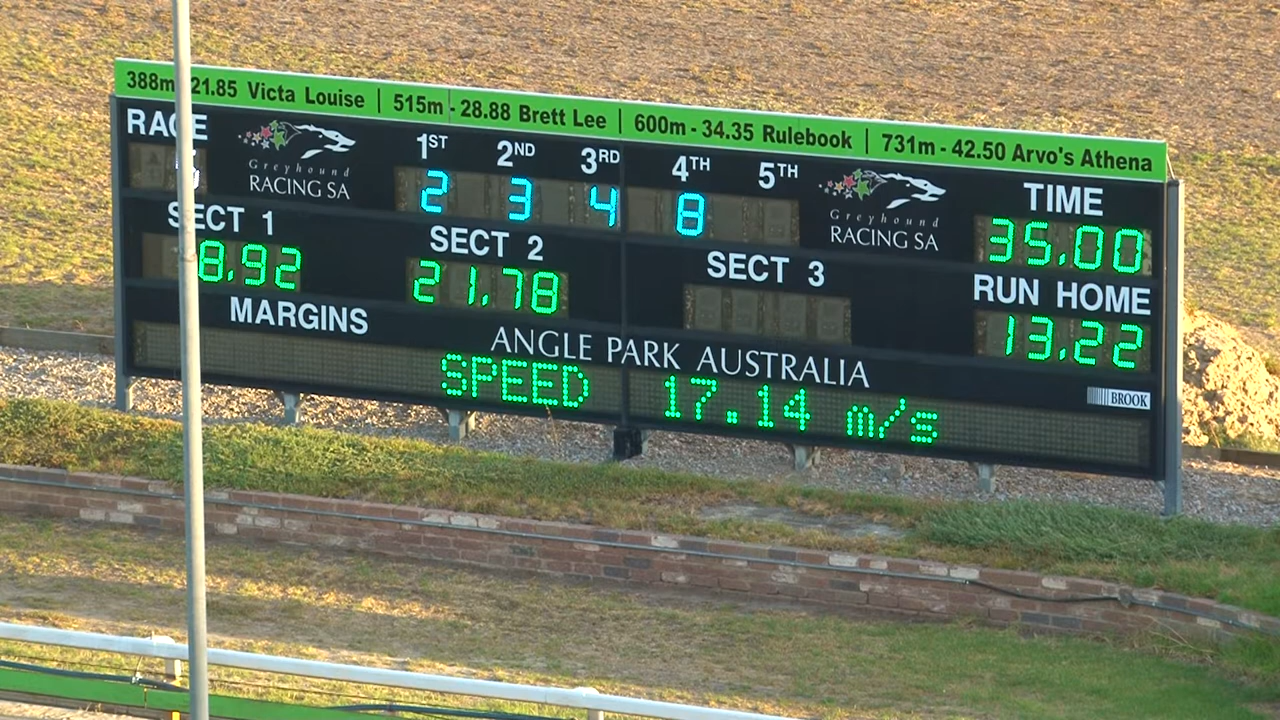 388m 21.85 Victa Louise | 515m - 28.88 Brett Lee | 600m - 34.35 Rulebook | 731m - 42.50 Arvo's Athena
RACE
Greyhound
RACING SA
1ST 2ND 3RD 4TH 5TH
2 3 4 8
Greyhound
RACING SA
TIME
35.00
SECT 1
8.92
SECT 2
21.78
SECT 3
RUN HOME
13.22
MARGINS
ANGLE PARK AUSTRALIA
SPEED 17.14 m/s
BROOK